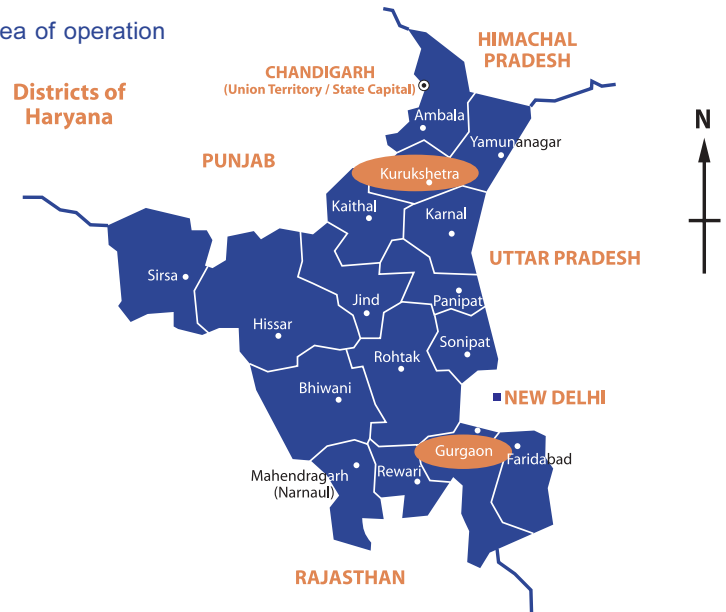 ea of operation
HIMACHAL
PRADESH
CHANDIGARH
(Union Territory / State Capital)
Districts of
Haryana
Ambala
N
Yamunanagar
PUNJAB
Kurukshetra
Kaithal
Karnal
UTTAR PRADESH
Sirsa
Jind
Panipat
Hissar
Sonipat
Rohtak
Bhiwani
NEW DELHI
Gurgaon
Faridabad
Mahendragarh
(Narnaul)
Rewari
RAJASTHAN